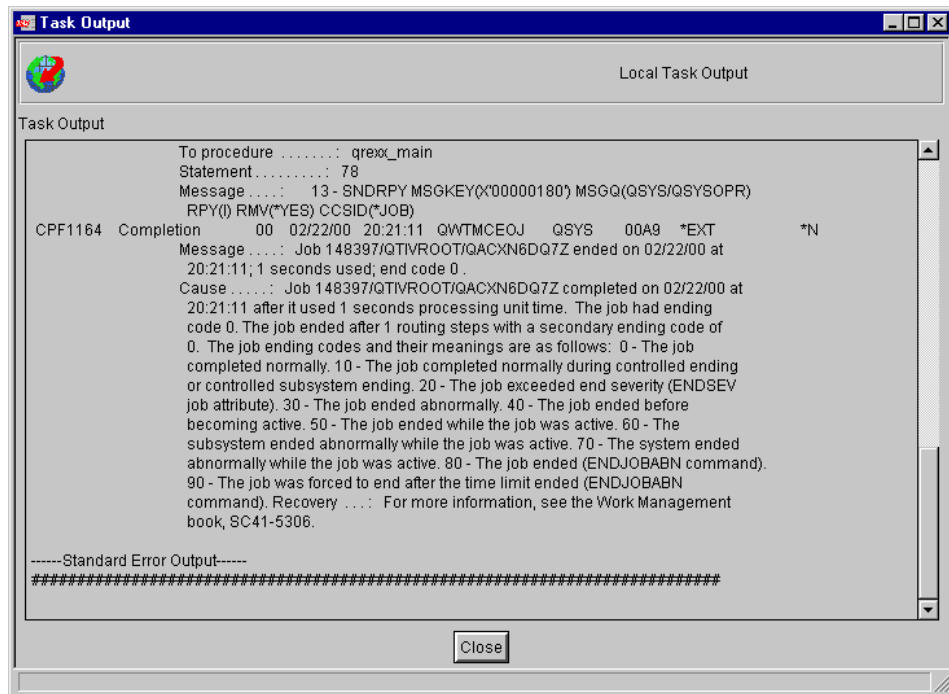 Task Output
Local Task Output
Task Output
To procedure . . . . . . . : qrexx_main
Statement . . . . . . . . . : 78
Message . . . . : 13 - SNDRPY MSGKEY(X'00000180') MSGQ(QSYS/QSYSOPR)
RPY(I) RMV(*YES) CCSID(*JOB)
CPF1164 Completion 00 02/22/00 20:21:11 QWTMCEOJ QSYS 00A9 *EXT *N
Message . . . . : Job 148397/QTIVROOT/QACXN6DQ7Z ended on 02/22/00 at
20:21:11; 1 seconds used; end code 0 .
Cause . . . . . : Job 148397/QTIVROOT/QACXN6DQ7Z completed on 02/22/00 at
20:21:11 after it used 1 seconds processing unit time. The job had ending
code 0. The job ended after 1 routing steps with a secondary ending code of
0. The job ending codes and their meanings are as follows: 0 - The job
completed normally. 10 - The job completed normally during controlled ending
or controlled subsystem ending. 20 - The job exceeded end severity (ENDSEV
job attribute). 30 - The job ended abnormally. 40 - The job ended before
becoming active. 50 - The job ended while the job was active. 60 - The
subsystem ended abnormally while the job was active. 70 - The system ended
abnormally while the job was active. 80 - The job ended (ENDJOBABN command).
90 - The job was forced to end after the time limit ended (ENDJOBABN
command). Recovery . . . : For more information, see the Work Management
book, SC41-5306.
------Standard Error Output------
############################################################################
Close